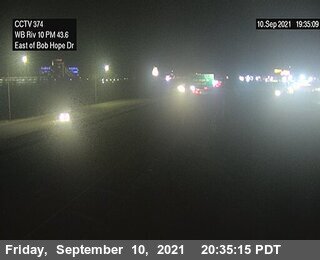 CCTV 374
WB Riv 10 PM 43.6
East of Bob Hope Dr
10.Sep 2021 19:35:09
Friday, September 10, 2021 20:35:15 PDT